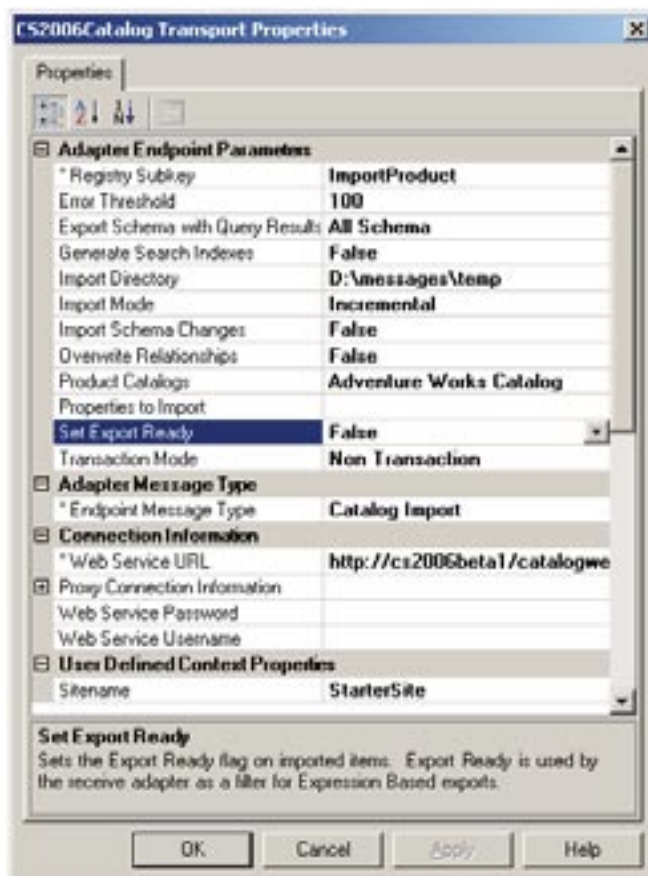 CS2006Catalog Transport Properties
Properties
Adapter Endpoint Parameters
* Registry Subkey ImportProduct
Error Threshold 100
Export Schema with Query Results All Schema
Generate Search Indexes False
Import Directory D:\messages\temp
Import Mode Incremental
Import Schema Changes False
Overwrite Relationships False
Product Catalogs Adventure Works Catalog
Properties to Import
Set Export Ready False
Transaction Mode Non Transaction
Adapter Message Type
* Endpoint Message Type Catalog Import
Connection Information
* Web Service URL http://cs2006beta1/catalogwe
Proxy Connection Information
Web Service Password
Web Service Username
User Defined Context Properties
Sitename StarterSite
Set Export Ready
Sets the Export Ready flag on imported items. Export Ready is used by
the receive adapter as a filter for Expression Based exports.
OK Cancel Apply Help